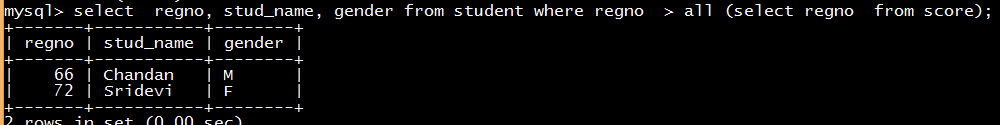 mysql> select  regno, stud_name, gender from student where regno  > all (select regno  from score);
+-------+-----------+--------+
| regno | stud_name | gender |
+-------+-----------+--------+
|    66 | Chandan   | M      |
|    72 | Sridevi   | F      |
+-------+-----------+--------+
2 rows in set (0.00 sec)